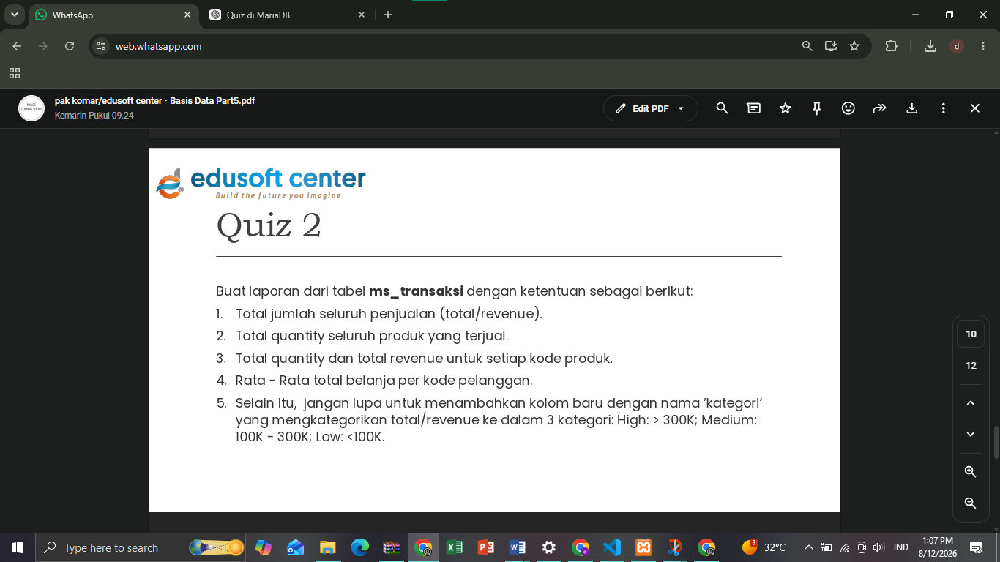 WhatsApp
Quiz di MariaDB
web.whatsapp.com
d
IMAGE
COMING SOON
pak komar/edusoft center · Basis Data Part5.pdf
Kemarin Pukul 09.24
Edit PDF
edusoft center
Build the future you imagine
Quiz 2
Buat laporan dari tabel ms_transaksi dengan ketentuan sebagai berikut:
1. Total jumlah seluruh penjualan (total/revenue).
2. Total quantity seluruh produk yang terjual.
3. Total quantity dan total revenue untuk setiap kode produk.
4. Rata - Rata total belanja per kode pelanggan.
5. Selain itu, jangan lupa untuk menambahkan kolom baru dengan nama ‘kategori’
yang mengkategorikan total/revenue ke dalam 3 kategori: High: > 300K; Medium:
100K - 300K; Low: <100K.
10
12
Type here to search
3
32°C
IND
1:07 PM
8/12/2026